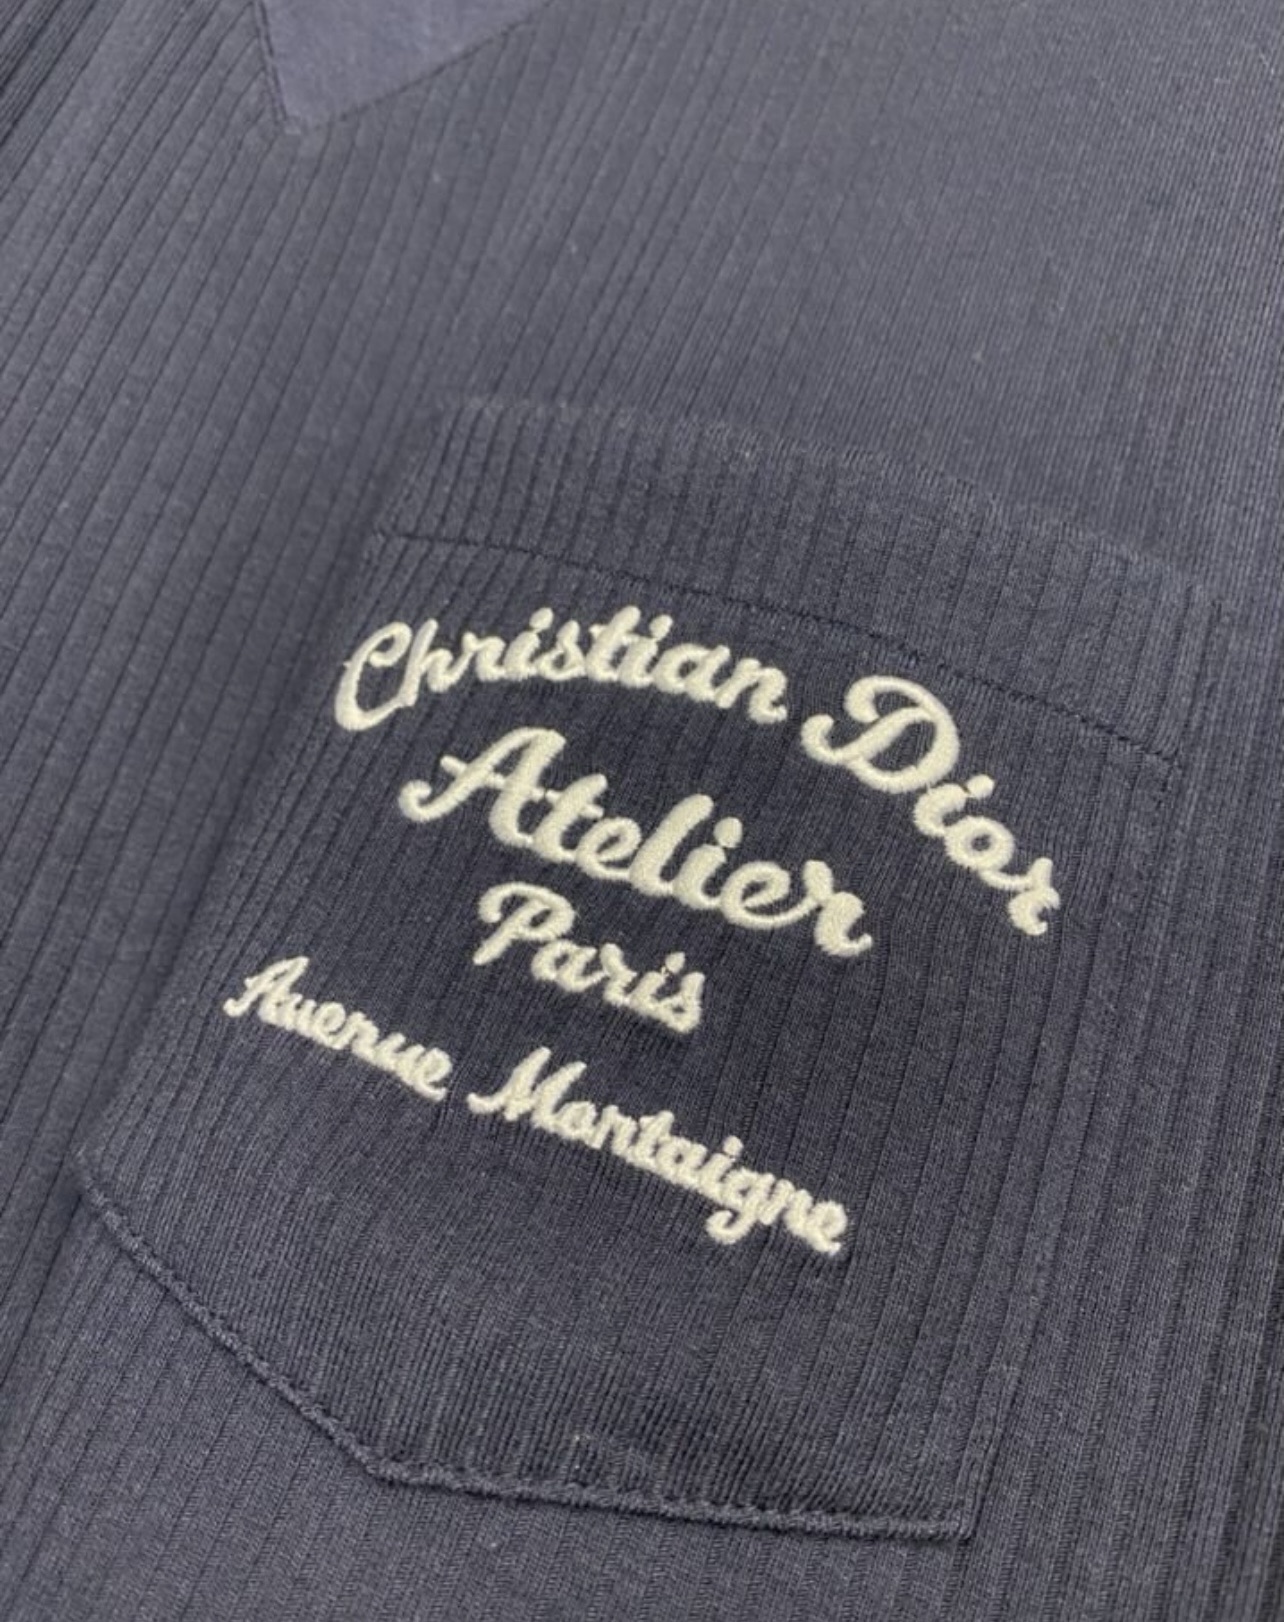 Christian Dior
Atelier
Paris
Avenue Montaigne